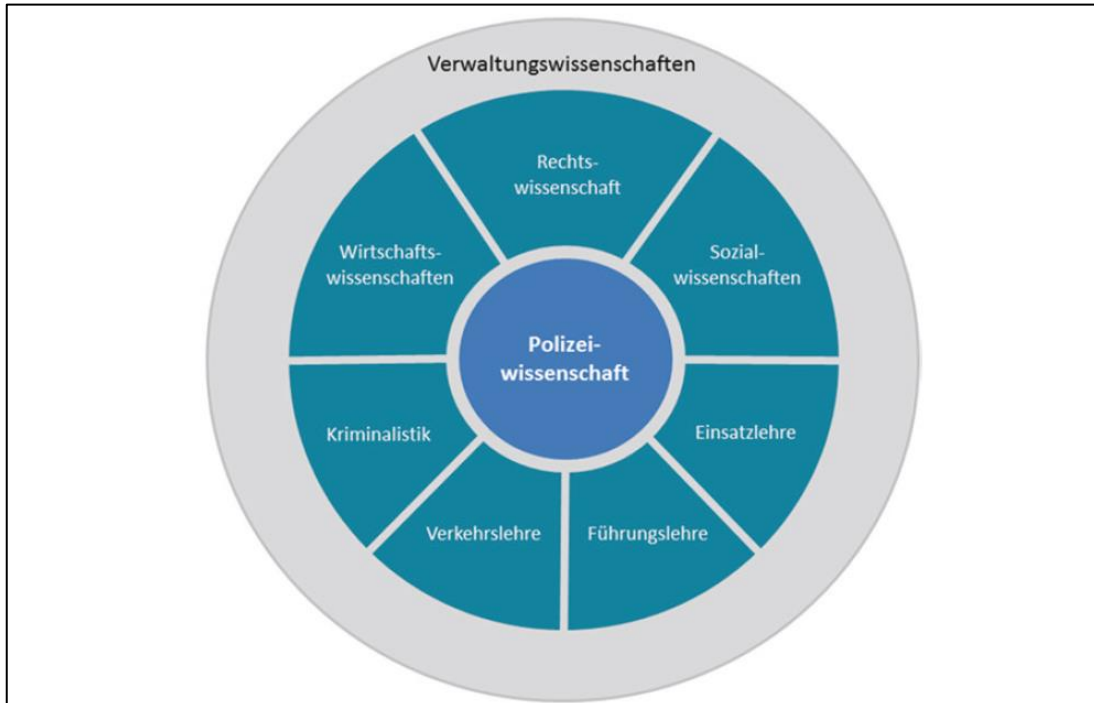 Verwaltungswissenschaften
Rechts-
wissenschaft
Wirtschafts-
wissenschaften
Sozial-
wissenschaften
Polizei-
wissenschaft
Kriminalistik
Einsatzlehre
Verkehrslehre
Führungslehre